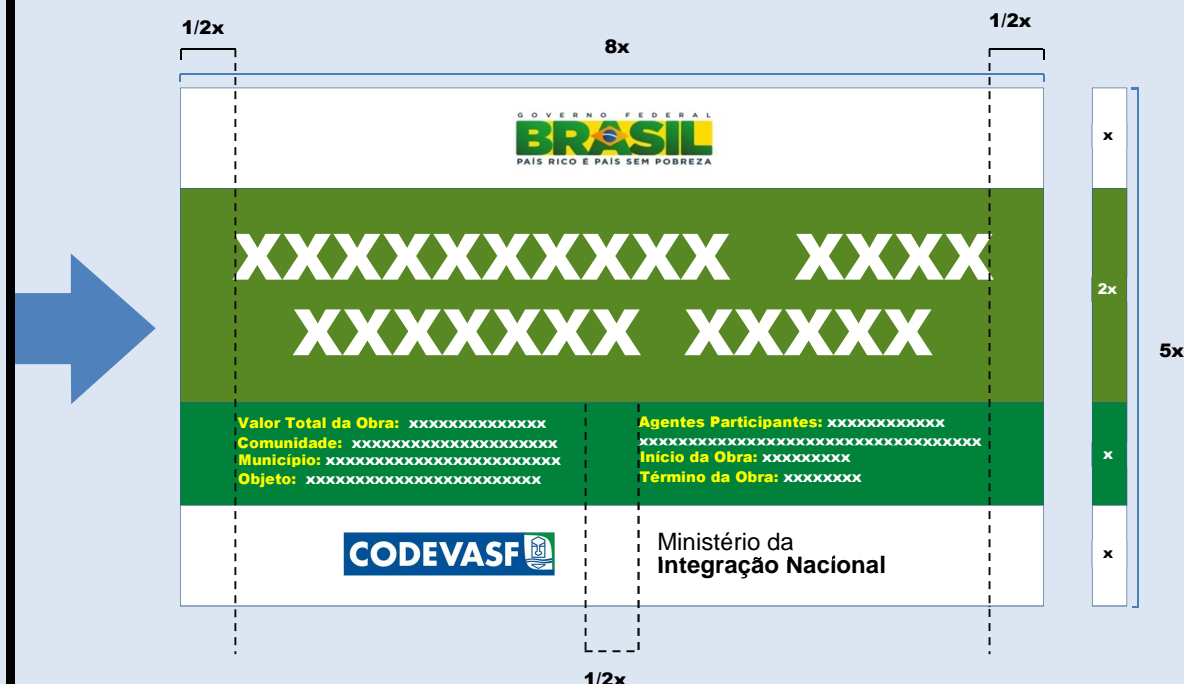 1/2x
1/2x
8x
GOVERNO FEDERAL
BRASIL
PAÍS RICO É PAÍS SEM POBREZA
x
XXXXXXXXXXX XXXX
XXXXXXX XXXXX
2x
5x
Valor Total da Obra: xxxxxxxxxxxxxx
Comunidade: xxxxxxxxxxxxxxxxxxxxx
Município: xxxxxxxxxxxxxxxxxxxxxxxx
Objeto: xxxxxxxxxxxxxxxxxxxxxxxx
Agentes Participantes: xxxxxxxxxxxx
xxxxxxxxxxxxxxxxxxxxxxxxxxxxxxxxxxx
Início da Obra: xxxxxxxxx
Término da Obra: xxxxxxxx
x
CODEVASF
Ministério da
Integração Nacional
x
1/2x